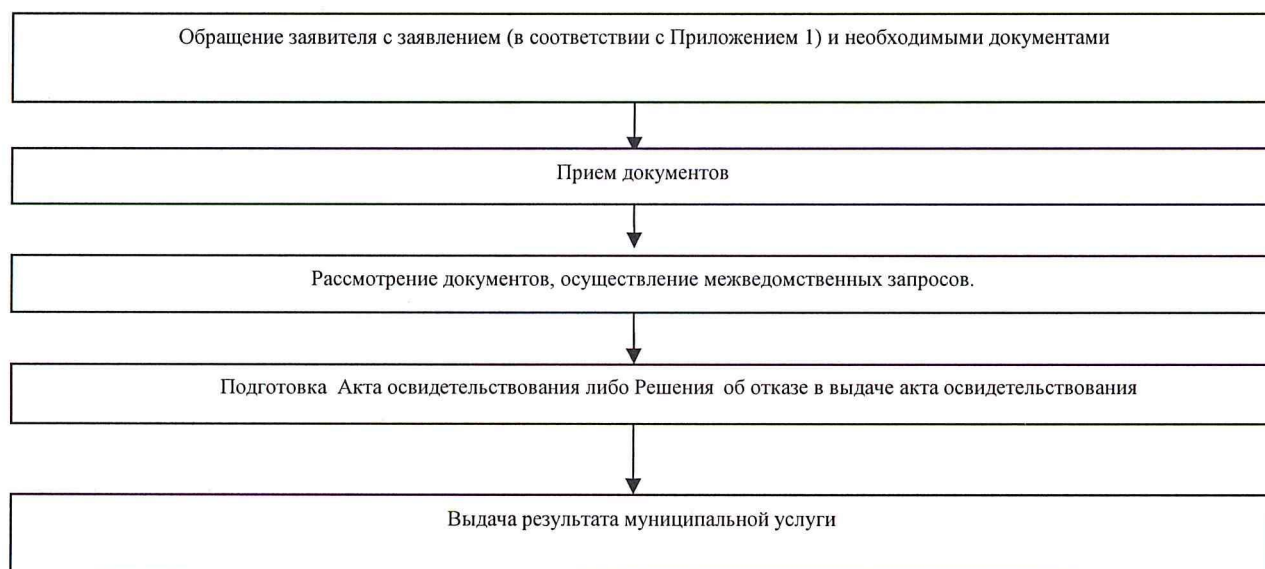 Обращение заявителя с заявлением (в соответствии с Приложением 1) и необходимыми документами
Прием документов
Рассмотрение документов, осуществление межведомственных запросов.
Подготовка Акта освидетельствования либо Решения об отказе в выдаче акта освидетельствования
Выдача результата муниципальной услуги